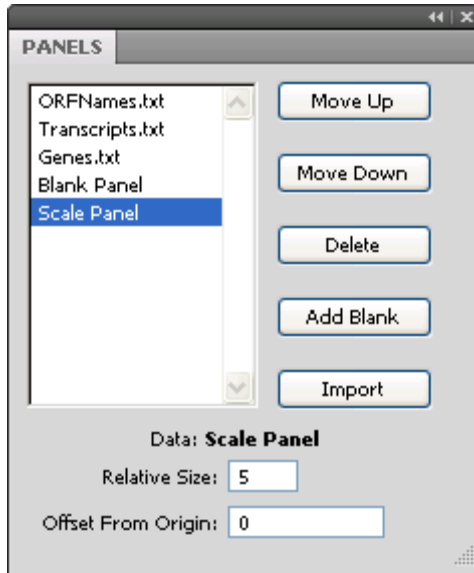 PANELS
ORFNames.txt
Transcripts.txt
Genes.txt
Blank Panel
Scale Panel
Move Up
Move Down
Delete
Add Blank
Import
Data: Scale Panel
Relative Size: 5
Offset From Origin: 0